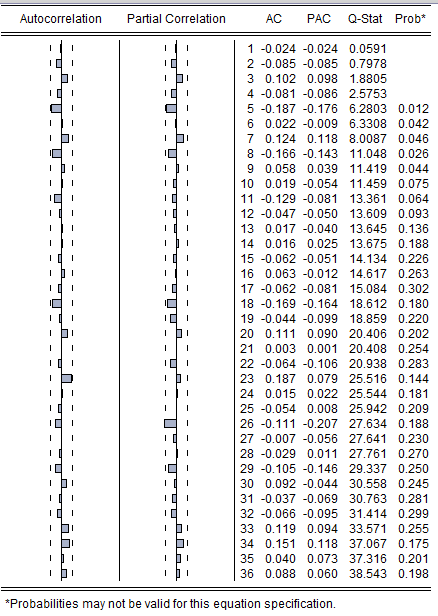 Autocorrelation Partial Correlation AC PAC Q-Stat Prob*
1 -0.024 -0.024 0.0591
2 -0.085 -0.085 0.7978
3 0.102 0.098 1.8805
4 -0.081 -0.086 2.5753
5 -0.187 -0.176 6.2803 0.012
6 0.022 -0.009 6.3308 0.042
7 0.124 0.118 8.0087 0.046
8 -0.166 -0.143 11.048 0.026
9 0.058 0.039 11.419 0.044
10 0.019 -0.054 11.459 0.075
11 -0.129 -0.081 13.361 0.064
12 -0.047 -0.050 13.609 0.093
13 0.017 -0.040 13.645 0.136
14 0.016 0.025 13.675 0.188
15 -0.062 -0.051 14.134 0.226
16 0.063 -0.012 14.617 0.263
17 -0.062 -0.081 15.084 0.302
18 -0.169 -0.164 18.612 0.180
19 -0.044 -0.099 18.859 0.220
20 0.111 0.090 20.406 0.202
21 0.003 0.001 20.408 0.254
22 -0.064 -0.106 20.938 0.283
23 0.187 0.079 25.516 0.144
24 0.015 0.022 25.544 0.181
25 -0.054 0.008 25.942 0.209
26 -0.111 -0.207 27.634 0.188
27 -0.007 -0.056 27.641 0.230
28 -0.029 0.011 27.761 0.270
29 -0.105 -0.146 29.337 0.250
30 0.092 -0.044 30.558 0.245
31 -0.037 -0.069 30.763 0.281
32 -0.066 -0.095 31.414 0.299
33 0.119 0.094 33.571 0.255
34 0.151 0.118 37.067 0.175
35 0.040 0.073 37.316 0.201
36 0.088 0.060 38.543 0.198
*Probabilities may not be valid for this equation specification.